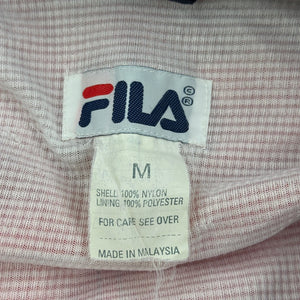 FILA ®
M
SHELL: 100% NYLON
LINING: 100% POLYESTER
FOR CARE SEE OVER
MADE IN MALAYSIA